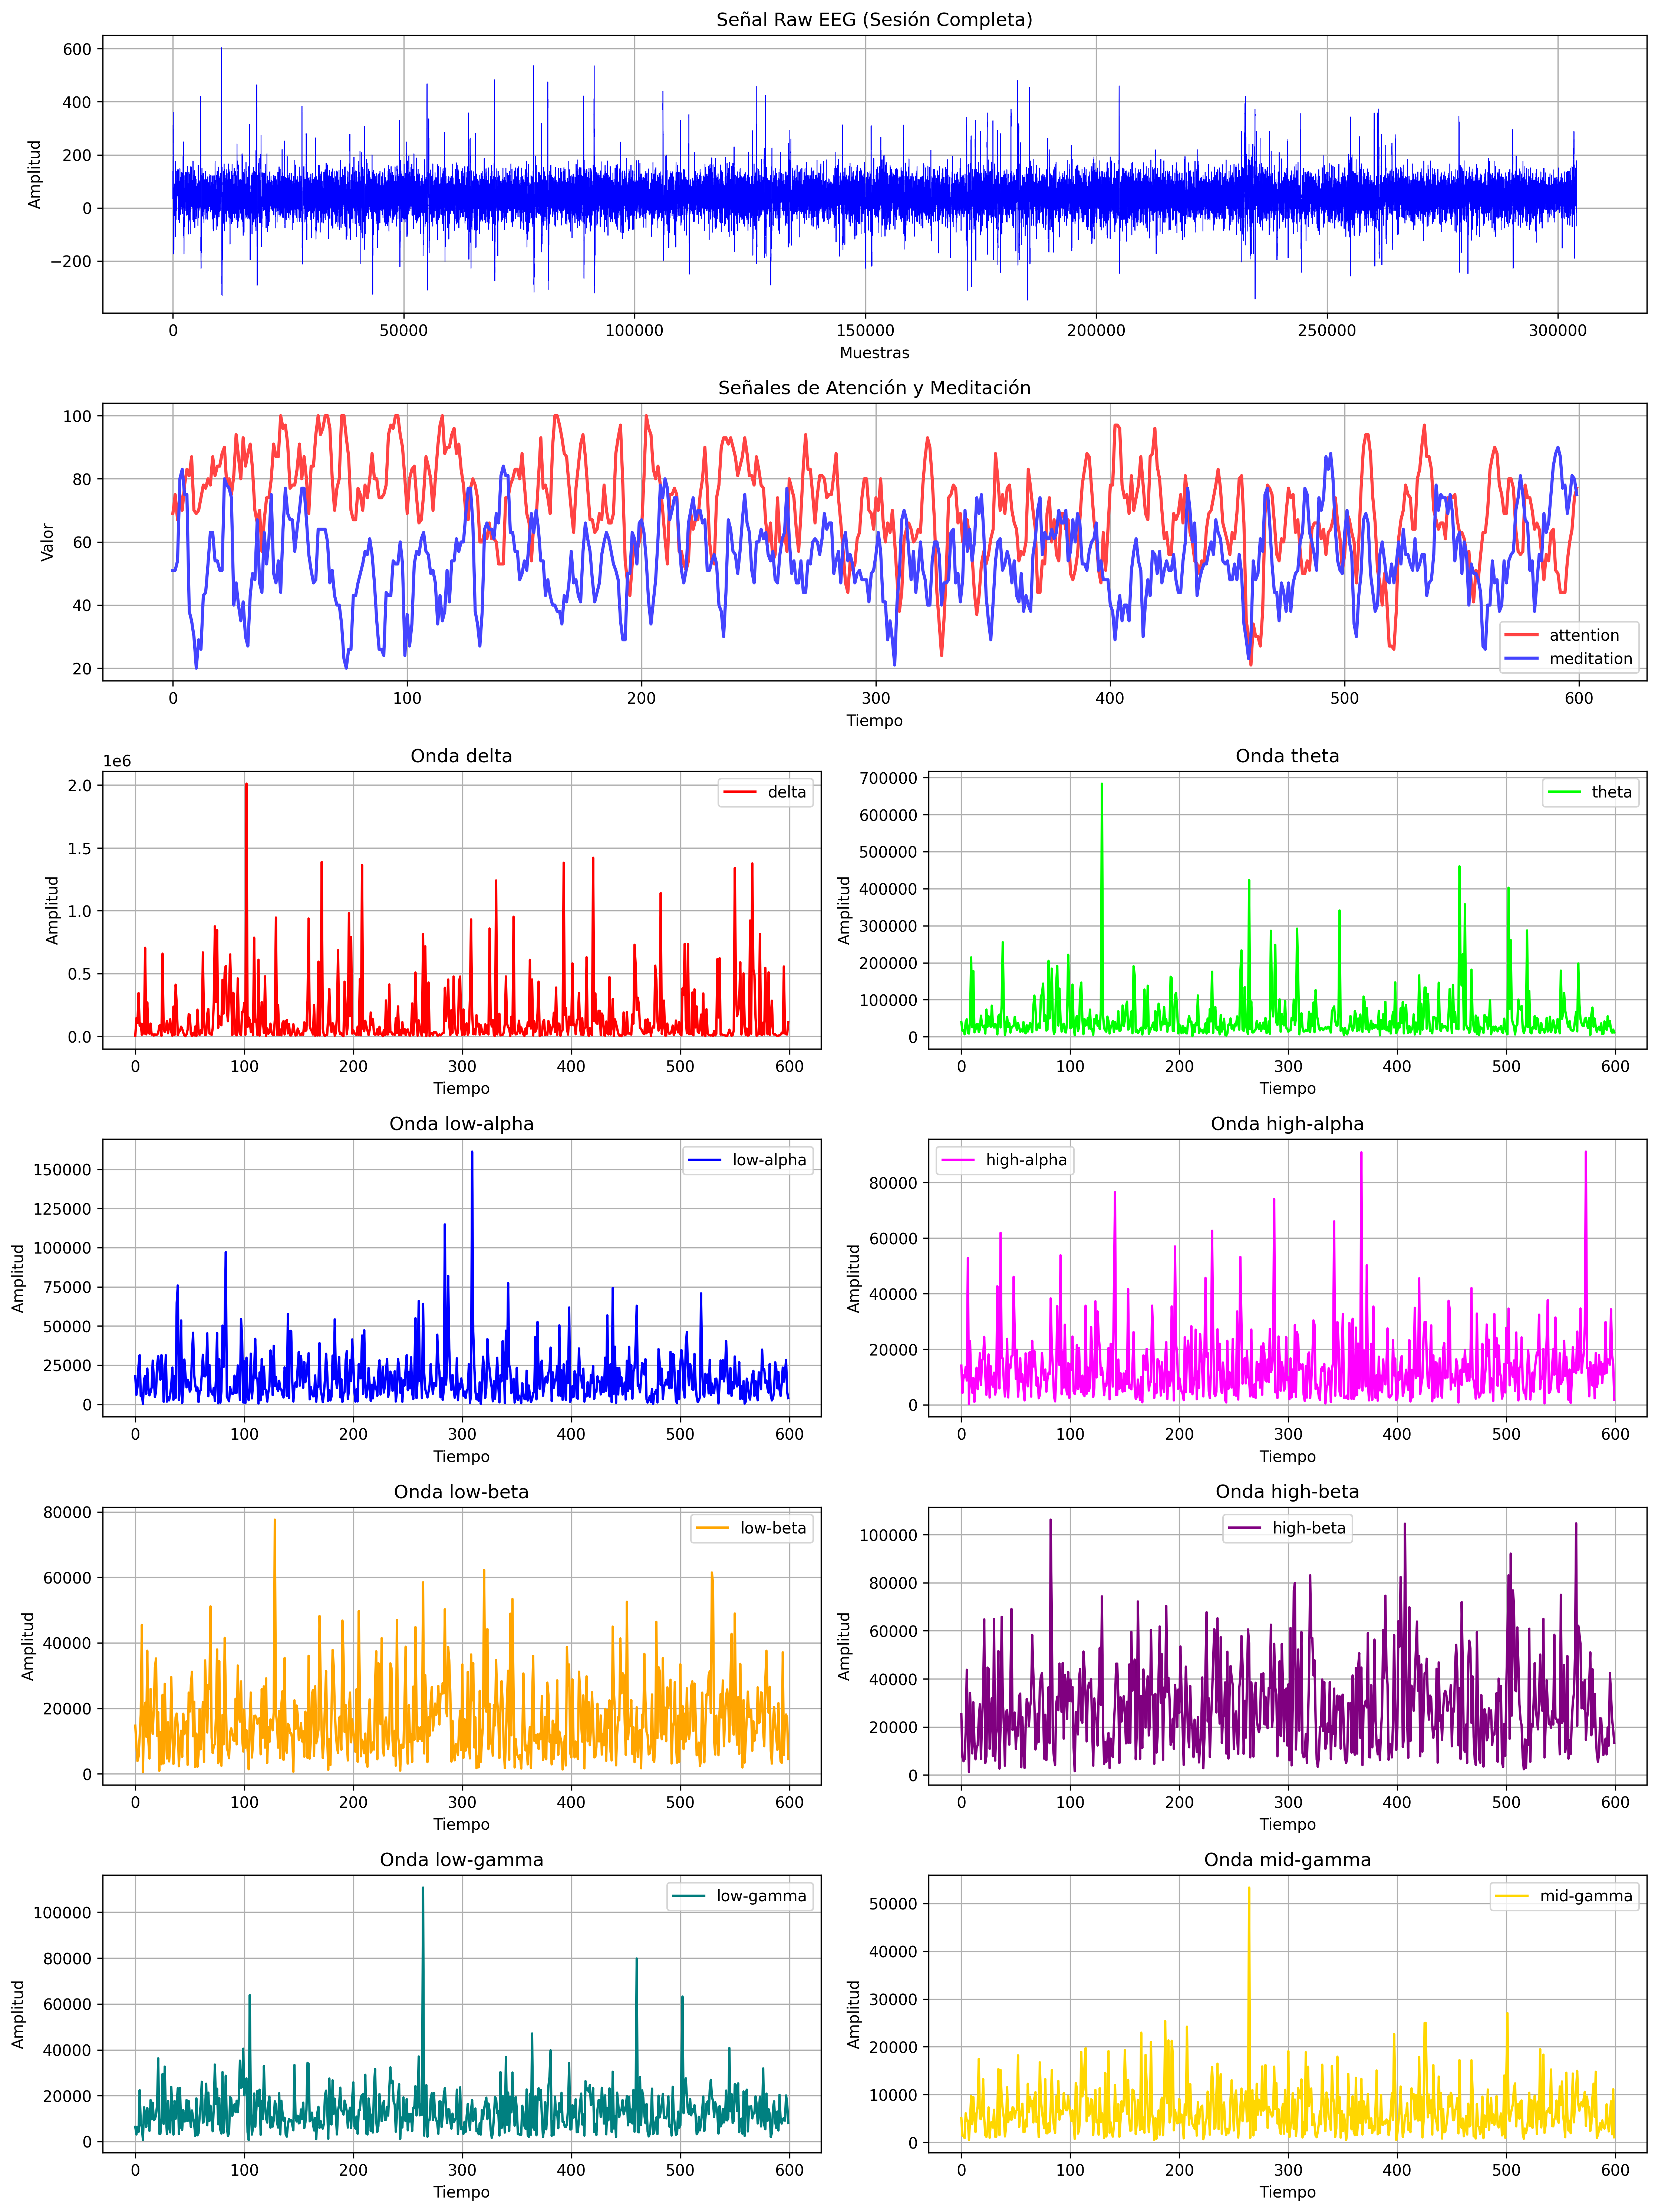 Señal Raw EEG (Sesión Completa)
600
400
200
0
−200
Amplitud
0 50000 100000 150000 200000 250000 300000
Muestras
Señales de Atención y Meditación
100
80
60
40
20
Valor
attention
meditation
0 100 200 300 400 500 600
Tiempo
Onda delta
1e6
2.0
1.5
1.0
0.5
0.0
Amplitud
delta
0 100 200 300 400 500 600
Tiempo
Onda theta
700000
600000
500000
400000
300000
200000
100000
0
Amplitud
theta
0 100 200 300 400 500 600
Tiempo
Onda low-alpha
150000
125000
100000
75000
50000
25000
0
Amplitud
low-alpha
0 100 200 300 400 500 600
Tiempo
Onda high-alpha
80000
60000
40000
20000
0
Amplitud
high-alpha
0 100 200 300 400 500 600
Tiempo
Onda low-beta
80000
60000
40000
20000
0
Amplitud
low-beta
0 100 200 300 400 500 600
Tiempo
Onda high-beta
100000
80000
60000
40000
20000
0
Amplitud
high-beta
0 100 200 300 400 500 600
Tiempo
Onda low-gamma
100000
80000
60000
40000
20000
0
Amplitud
low-gamma
0 100 200 300 400 500 600
Tiempo
Onda mid-gamma
50000
40000
30000
20000
10000
0
Amplitud
mid-gamma
0 100 200 300 400 500 600
Tiempo